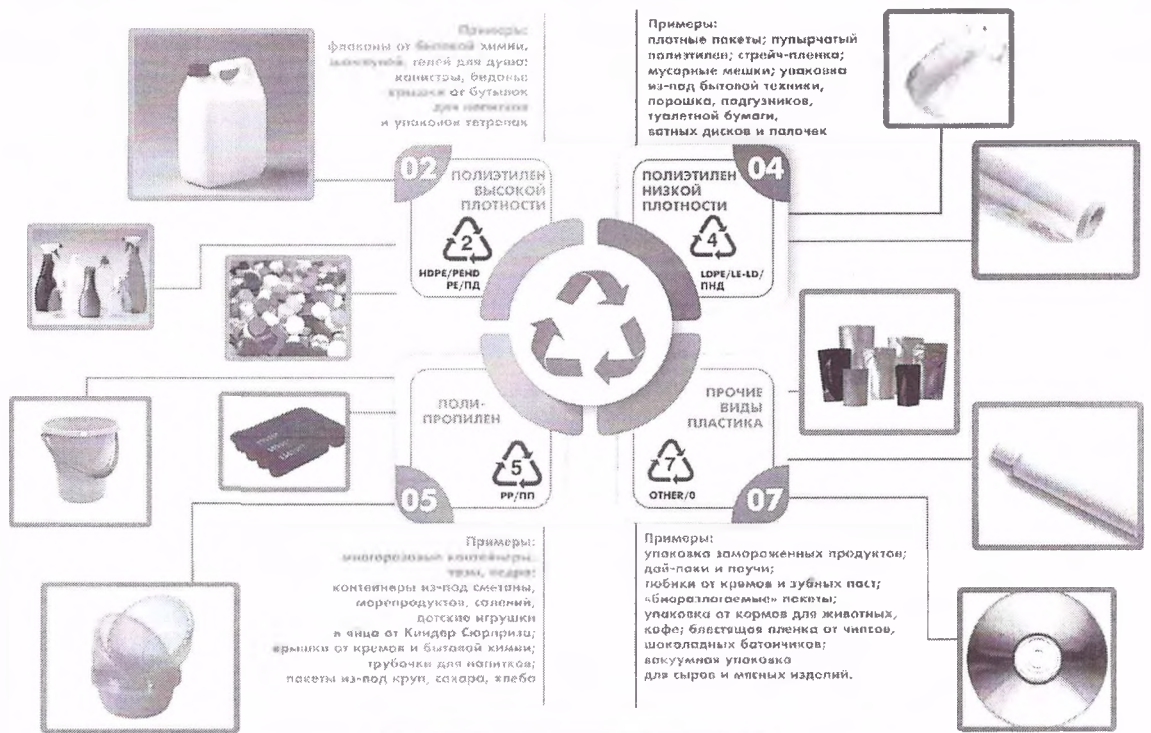 Примеры:
флаконы от бытовой химии,
шампуней, гелей для душа;
канистры, бидоны;
крышки от бутылок
для напитков
и упаковок тетропак
02
ПОЛИЭТИЛЕН
ВЫСОКОЙ
ПЛОТНОСТИ
2
HDPE/PEHD
PE/ПД
Примеры:
плотные пакеты; пупырчатый
полиэтилен; стрейч-пленка;
мусорные мешки; упаковка
из-под бытовой техники,
порошка, подгузников,
туалетной бумаги,
ватных дисков и палочек
04
ПОЛИЭТИЛЕН
НИЗКОЙ
ПЛОТНОСТИ
4
LDPE/LE-LD/
ПНД
ПОЛИ-
ПРОПИЛЕН
5
PP/ПП
05
Примеры:
многоразовые контейнеры,
тазы, ведра;
контейнеры из-под сметаны,
морепродуктов, солений,
детские игрушки
и яйца от Киндер Сюрприза;
крышки от кремов и бытовой химии;
трубочки для напитков;
пакеты из-под круп, сахара, хлеба
ПРОЧИЕ
ВИДЫ
ПЛАСТИКА
7
OTHER/0
07
Примеры:
упаковка замороженных продуктов;
дой-паки и паучи;
тюбики от кремов и зубных паст;
«биоразлагаемые» пакеты;
упаковка от кормов для животных,
кофе; блестящая пленка от чипсов,
шоколадных батончиков;
вакуумная упаковка
для сыров и мясных изделий.